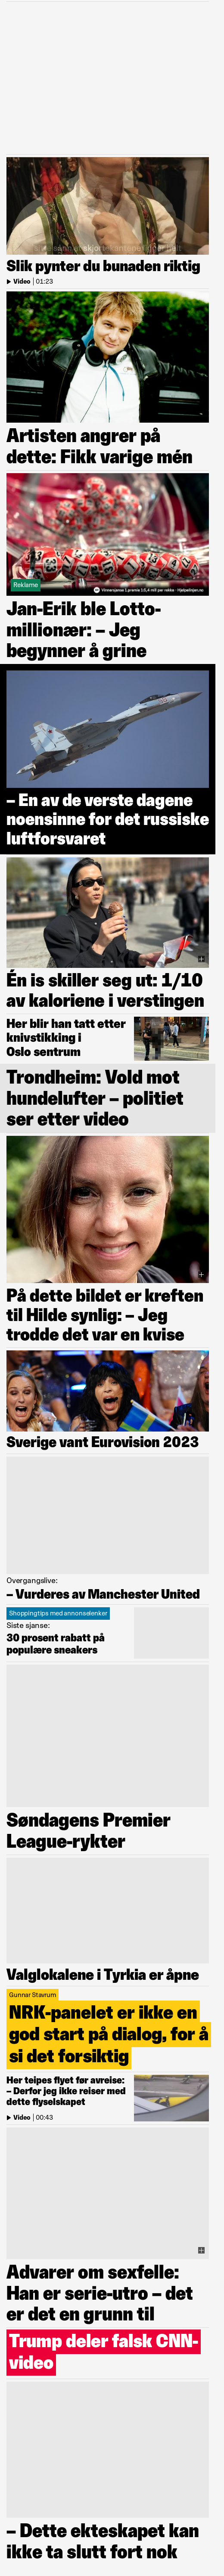 Slik pynter du bunaden riktig
Video | 01:23
Artisten angrer på
dette: Fikk varige mén
Reklame
Vinnersjanse L.premie 10,4 mill per rekke - Hjelpelinjen.no
Jan-Erik ble Lotto-
millionær: – Jeg
begynner å grine
– En av de verste dagene
noensinne for det russiske
luftforsvaret
Én is skiller seg ut: 1/10
av kaloriene i verstingen
Her blir han tatt etter
knivstikking i
Oslo sentrum
Trondheim: Vold mot
hundelufter – politiet
ser etter video
På dette bildet er kreften
til Hilde synlig: – Jeg
trodde det var en kvise
Sverige vant Eurovision 2023
Overgangslive:
– Vurderes av Manchester United
Shoppingtips med annonselenker
Siste sjanse:
30 prosent rabatt på
populære sneakers
Søndagens Premier
League-rykter
Valglokalene i Tyrkia er åpne
Gunnar Stavrum
NRK-panelet er ikke en
god start på dialog, for å
si det forsiktig
Her teipes flyet før avreise:
– Derfor jeg ikke reiser med
dette flyselskapet
Video | 00:43
Advarer om sexfelle:
Han er serie-utro – det
er det en grunn til
Trump deler falsk CNN-
video
– Dette ekteskapet kan
ikke ta slutt fort nok